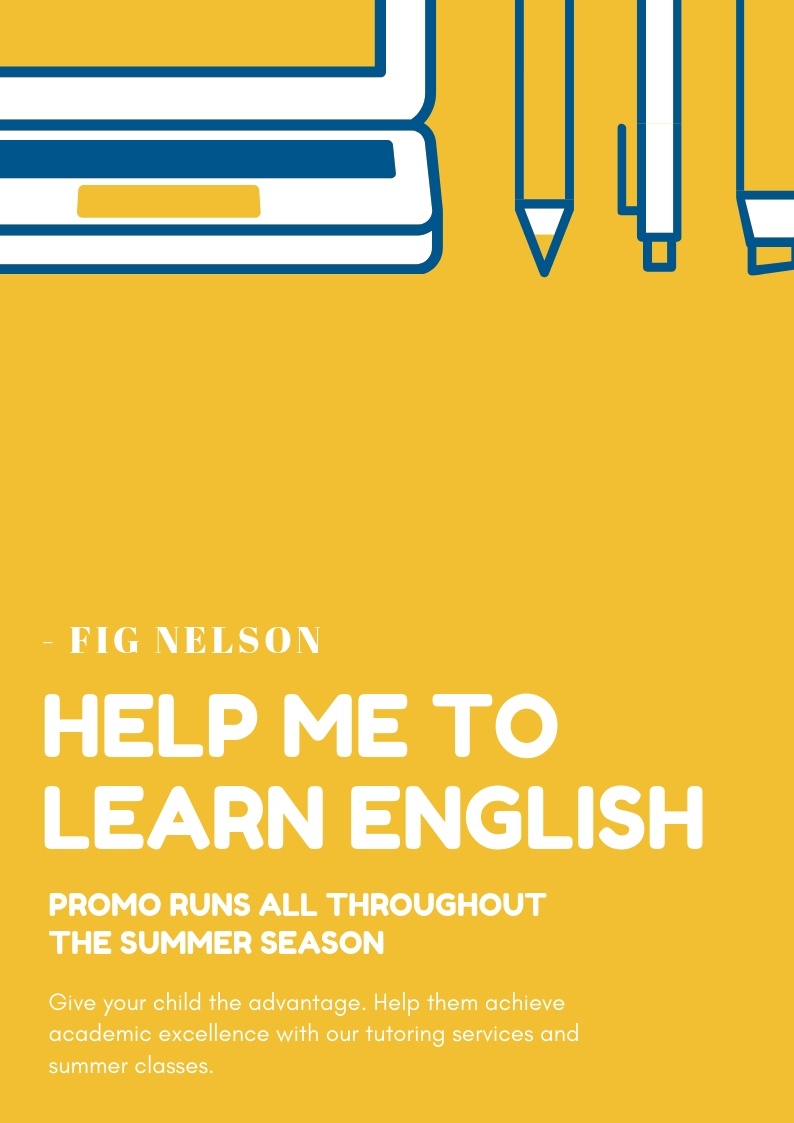 - FIG NELSON
HELP ME TO
LEARN ENGLISH
PROMO RUNS ALL THROUGHOUT
THE SUMMER SEASON
Give your child the advantage. Help them achieve
academic excellence with our tutoring services and
summer classes.